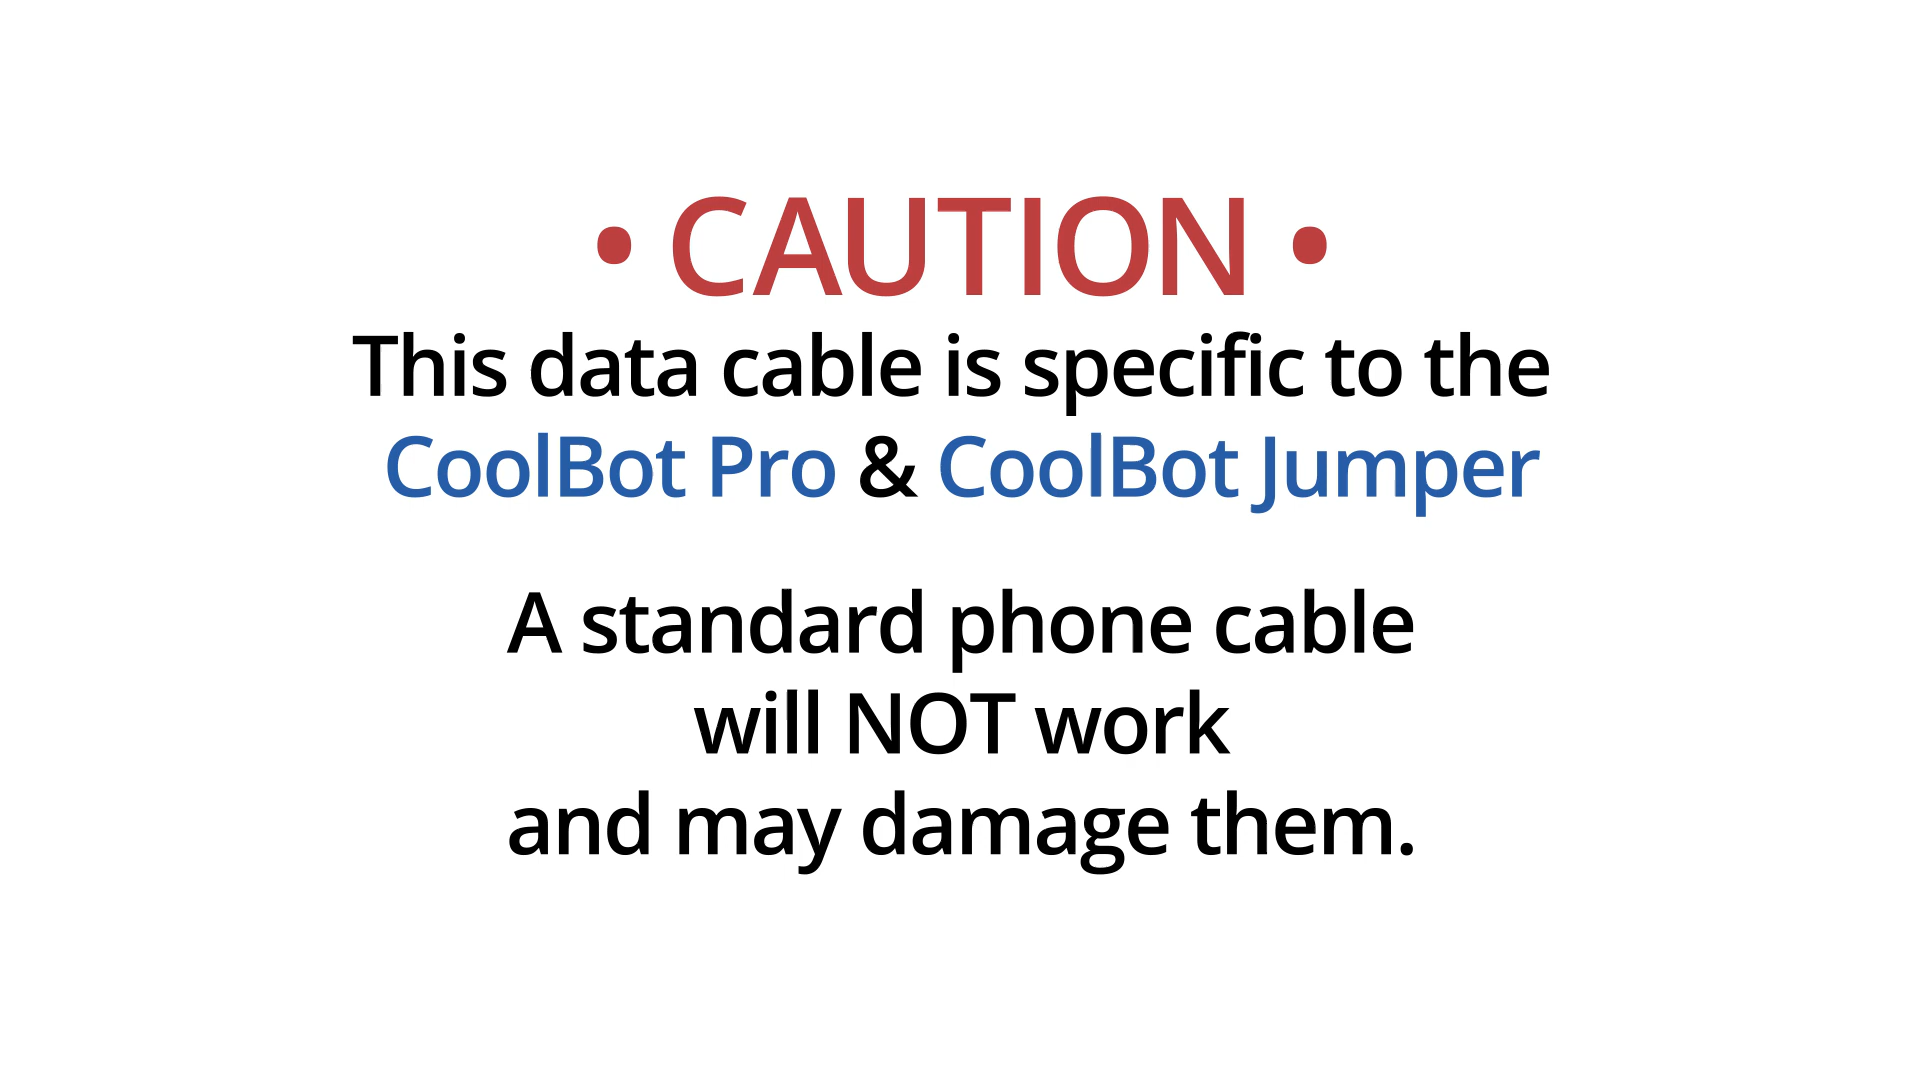 • CAUTION •
This data cable is specific to the
CoolBot Pro & CoolBot Jumper
A standard phone cable
will NOT work
and may damage them.